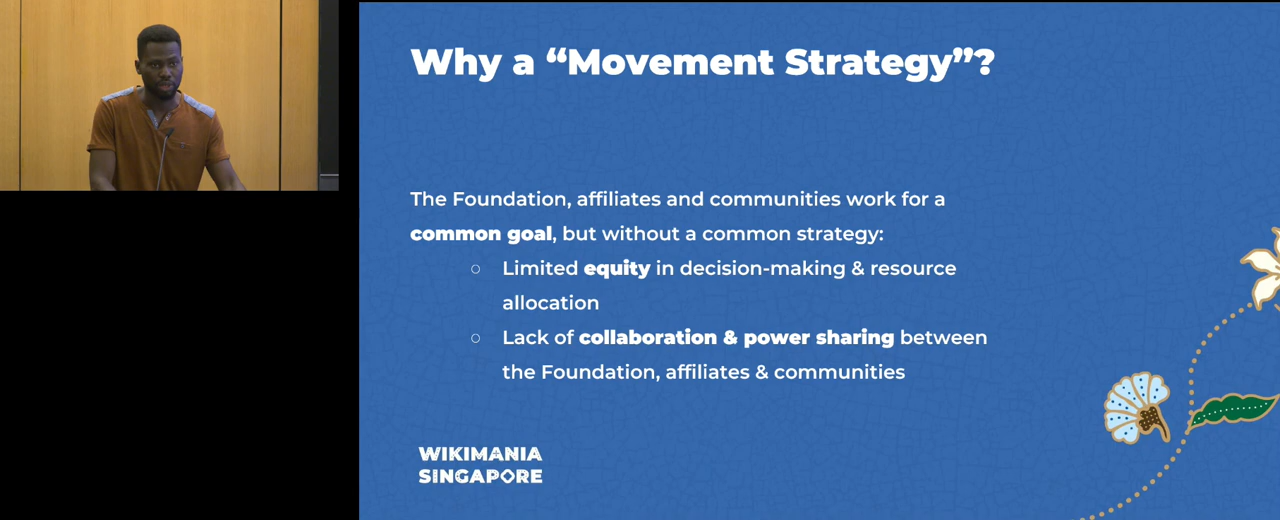 Why a “Movement Strategy”?
The Foundation, affiliates and communities work for a
common goal, but without a common strategy:
○ Limited equity in decision-making & resource
allocation
○ Lack of collaboration & power sharing between
the Foundation, affiliates & communities
WIKIMANIA
SINGAPORE